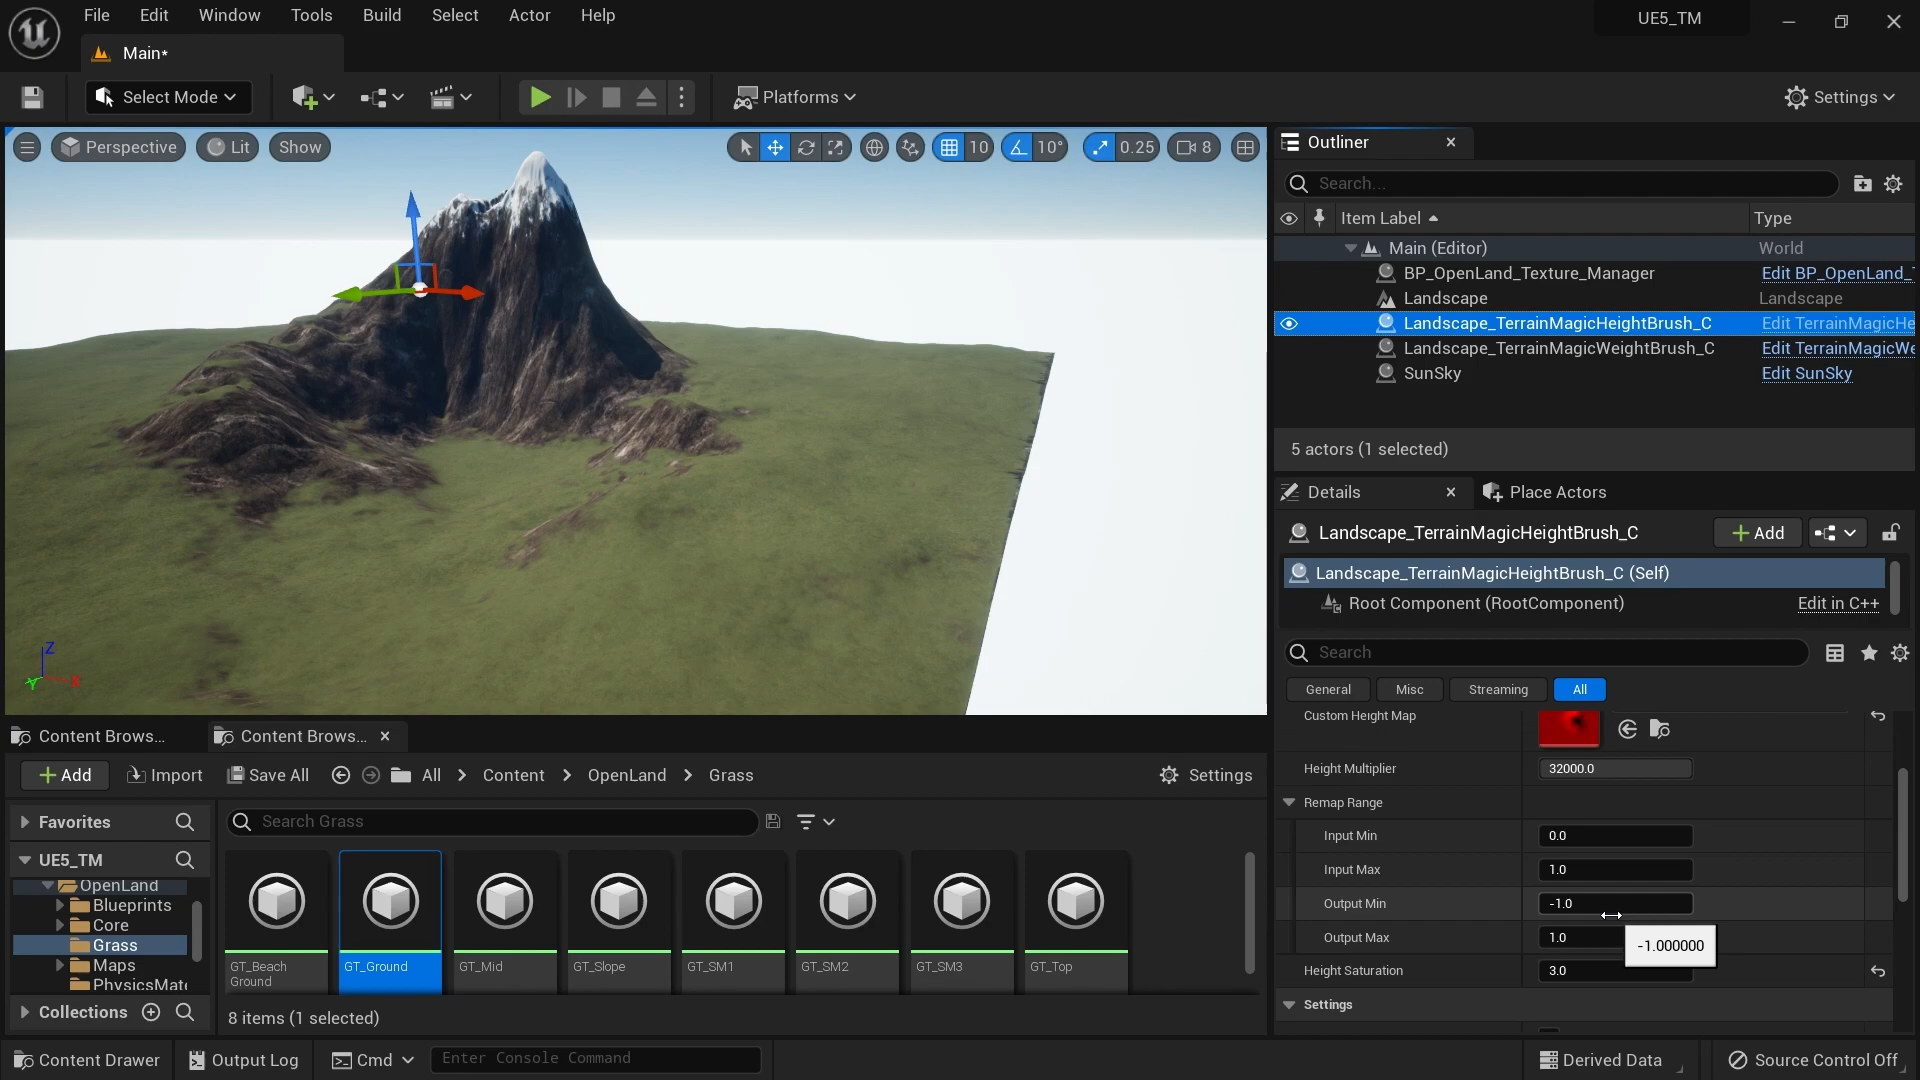 File Edit Window Tools Build Select Actor Help
UE5_TM
Main*
Select Mode
Platforms
Settings
Perspective Lit Show
10 10° 0.25 8
Outliner
Search...
Item Label Type
Main (Editor) World
BP_OpenLand_Texture_Manager Edit BP_OpenLand_
Landscape Landscape
Landscape_TerrainMagicHeightBrush_C Edit TerrainMagicHe
Landscape_TerrainMagicWeightBrush_C Edit TerrainMagicWe
SunSky Edit SunSky
5 actors (1 selected)
Details Place Actors
Landscape_TerrainMagicHeightBrush_C Add
Landscape_TerrainMagicHeightBrush_C (Self)
Root Component (RootComponent) Edit in C++
Search
General Misc Streaming All
Custom Height Map
Height Multiplier 32000.0
Remap Range
Input Min 0.0
Input Max 1.0
Output Min -1.0
Output Max 1.0
-1.000000
Height Saturation 3.0
Settings
Z
Y X
Content Brows... Content Brows...
Add Import Save All All Content OpenLand Grass Settings
Favorites
Search Grass
UE5_TM
OpenLand
Blueprints
Core
Grass
Maps
PhysicsMate
Collections
GT_Beach
Ground
GT_Ground
GT_Mid
GT_Slope
GT_SM1
GT_SM2
GT_SM3
GT_Top
8 items (1 selected)
Content Drawer Output Log Cmd Enter Console Command Derived Data Source Control Off